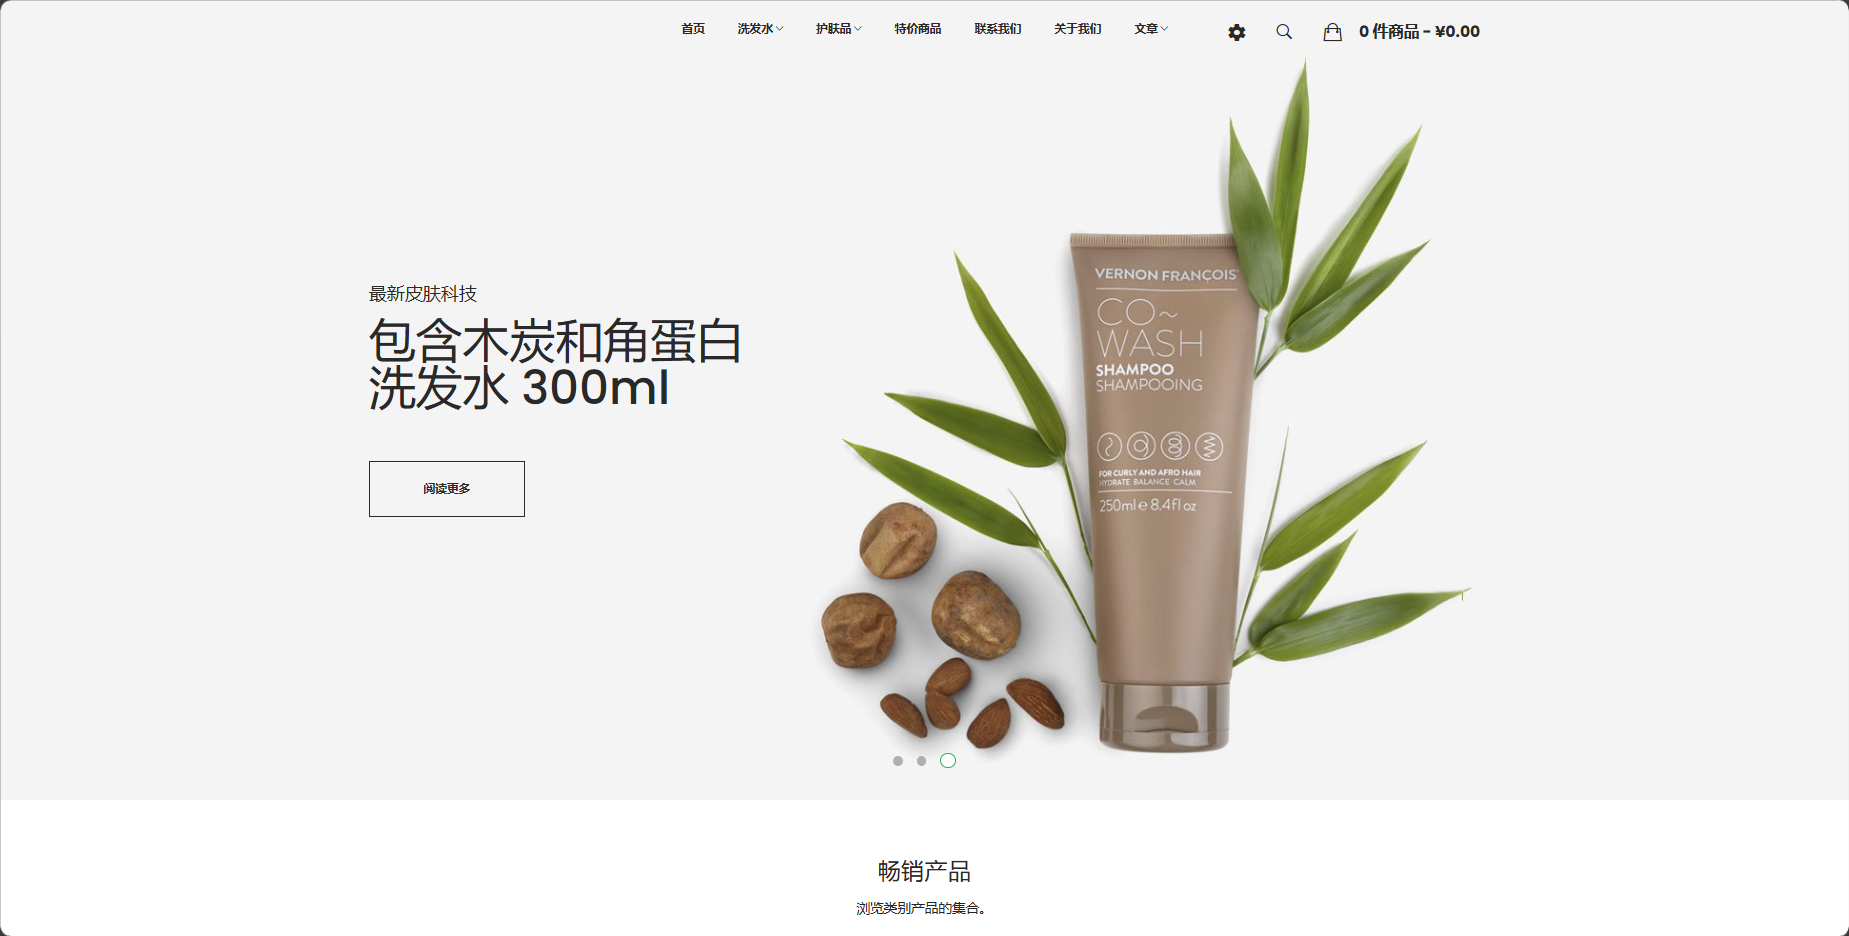 首页 洗发水 护肤品 特价商品 联系我们 关于我们 文章 0 件商品 - ¥0.00
最新皮肤科技
包含木炭和角蛋白
洗发水 300ml
阅读更多
VERNON FRANÇOIS
CO~
WASH
SHAMPOO
SHAMPOOING
FOR CURLY AND AFRO HAIR
HYDRATE BALANCE CALM
250ml e 8.4fl oz
畅销产品
浏览类别产品的集合。